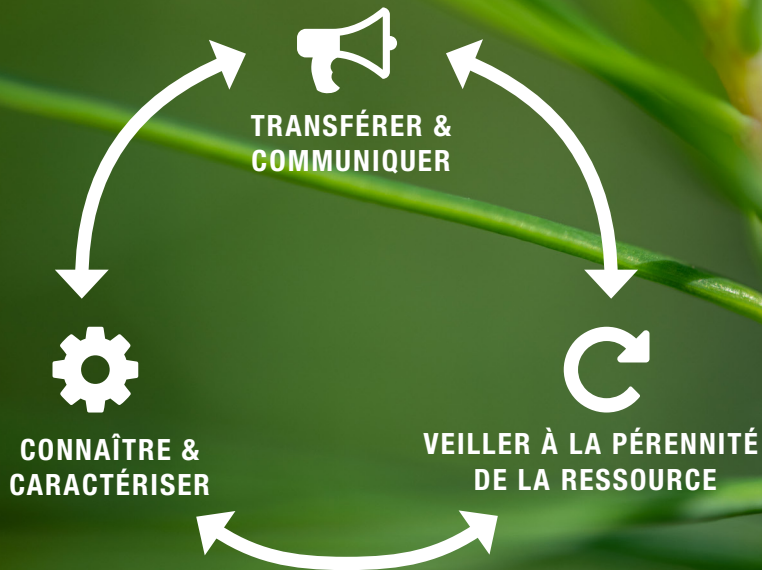 TRANSFÉRER &
COMMUNIQUER
CONNAÎTRE &
CARACTÉRISER
VEILLER À LA PÉRENNITÉ
DE LA RESSOURCE